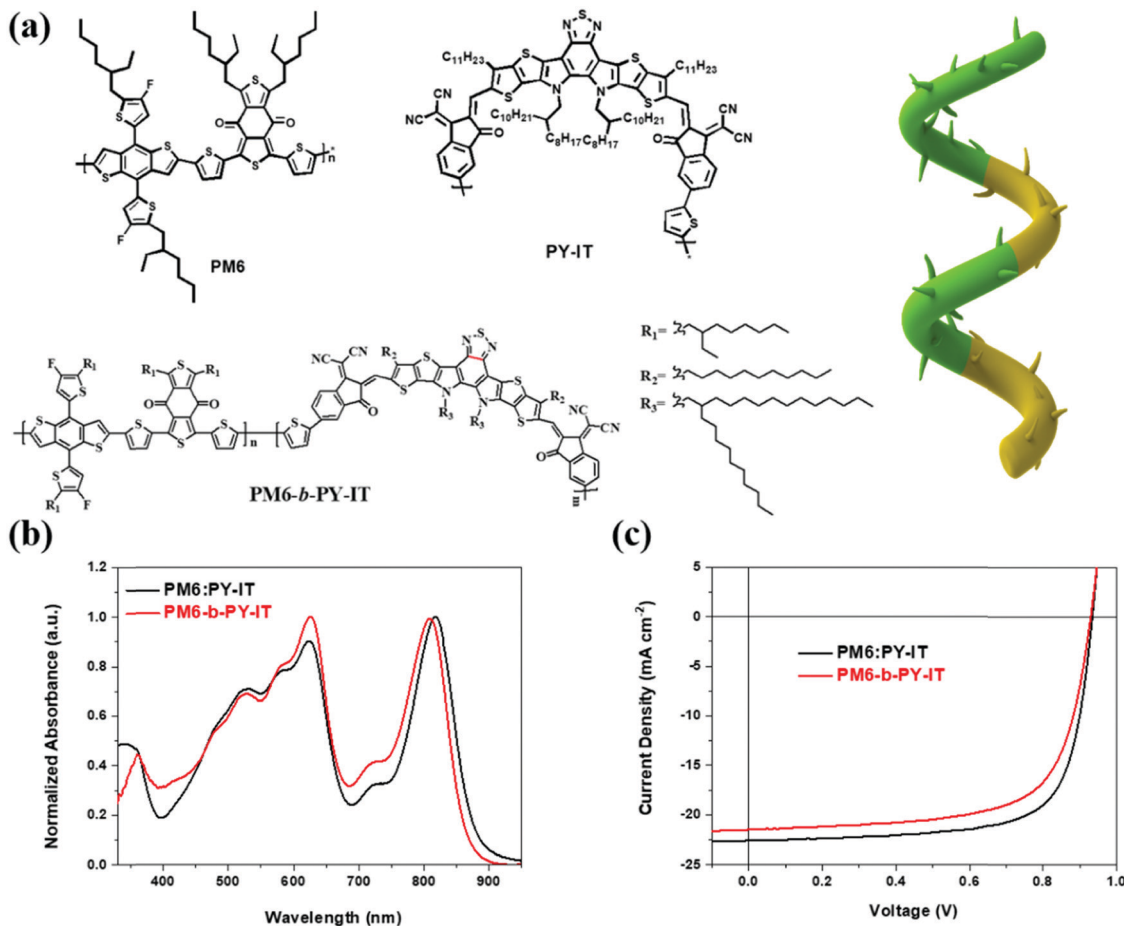 (a)
F
S
O
O
S
S
S
S
S
S
S
F
n
*
PM6
S
N
N
C₁₁H₂₃
S
S
C₁₁H₂₃
S
N
N
S
CN
CN
O
C₁₀H₂₁
C₁₀H₂₁
C₈H₁₇
C₈H₁₇
O
CN
CN
S
*
PY-IT
F
R₁
S
R₁
S
R₁
O
O
S
S
S
S
S
S
R₁
F
n
CN
CN
R₂
S
N
S
N
S
S
N
R₃
N
R₃
S
R₂
O
S
NC
CN
O
m
PM6-b-PY-IT
R₁=
R₂=
R₃=
(b)
1.2
1.0
0.8
0.6
0.4
0.2
0.0
400
500
600
700
800
900
Normalized Absorbance (a.u.)
Wavelength (nm)
PM6:PY-IT
PM6-b-PY-IT
(c)
5
0
-5
-10
-15
-20
-25
0.0
0.2
0.4
0.6
0.8
1.0
Current Density (mA cm⁻²)
Voltage (V)
PM6:PY-IT
PM6-b-PY-IT